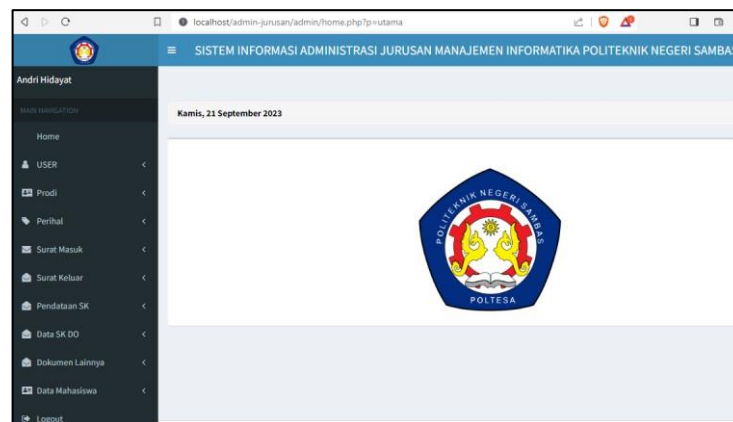 localhost/admin-jurusan/admin/home.php?p=utama
SISTEM INFORMASI ADMINISTRASI JURUSAN MANAJEMEN INFORMATIKA POLITEKNIK NEGERI SAMBAS
Andri Hidayat
MAIN NAVIGATION
Kamis, 21 September 2023
Home
USER
Prodi
Perihal
Surat Masuk
Surat Keluar
Pendataan SK
Data SK DO
Dokumen Lainnya
Data Mahasiswa
Logout
POLITEKNIK NEGERI SAMBAS
POLTESA